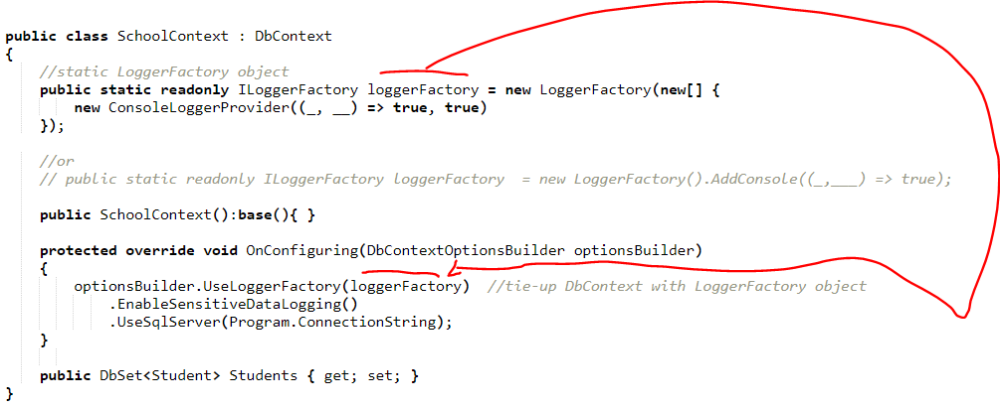 public class SchoolContext : DbContext
{
//static LoggerFactory object
public static readonly ILoggerFactory loggerFactory = new LoggerFactory(new[] {
new ConsoleLoggerProvider((_, __) => true, true)
});
//or
// public static readonly ILoggerFactory loggerFactory  = new LoggerFactory().AddConsole((_,___) => true);
public SchoolContext():base(){ }
protected override void OnConfiguring(DbContextOptionsBuilder optionsBuilder)
{
optionsBuilder.UseLoggerFactory(loggerFactory)  //tie-up DbContext with LoggerFactory object
.EnableSensitiveDataLogging()
.UseSqlServer(Program.ConnectionString);
}
public DbSet<Student> Students { get; set; }
}